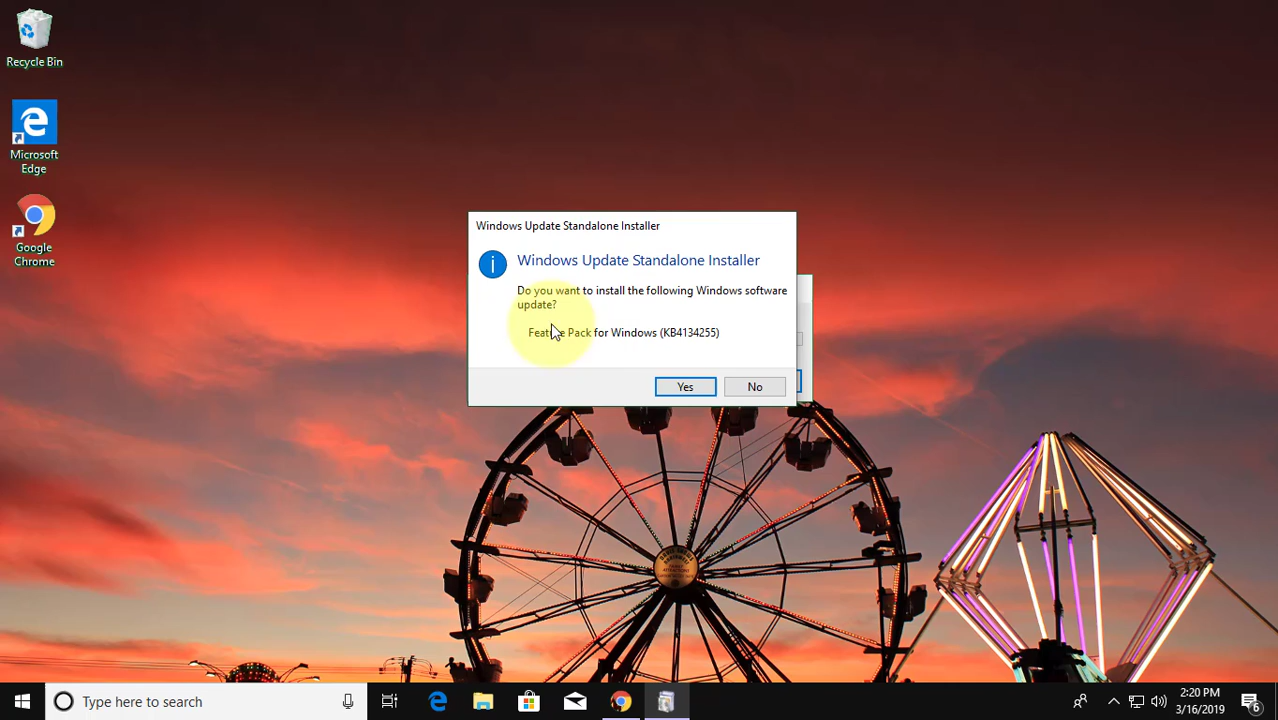 Recycle Bin
Microsoft
Edge
Google
Chrome
Windows Update Standalone Installer
Windows Update Standalone Installer
Do you want to install the following Windows software
update?
Feature Pack for Windows (KB4134255)
Yes
No
Type here to search
2:20 PM
3/16/2019
6